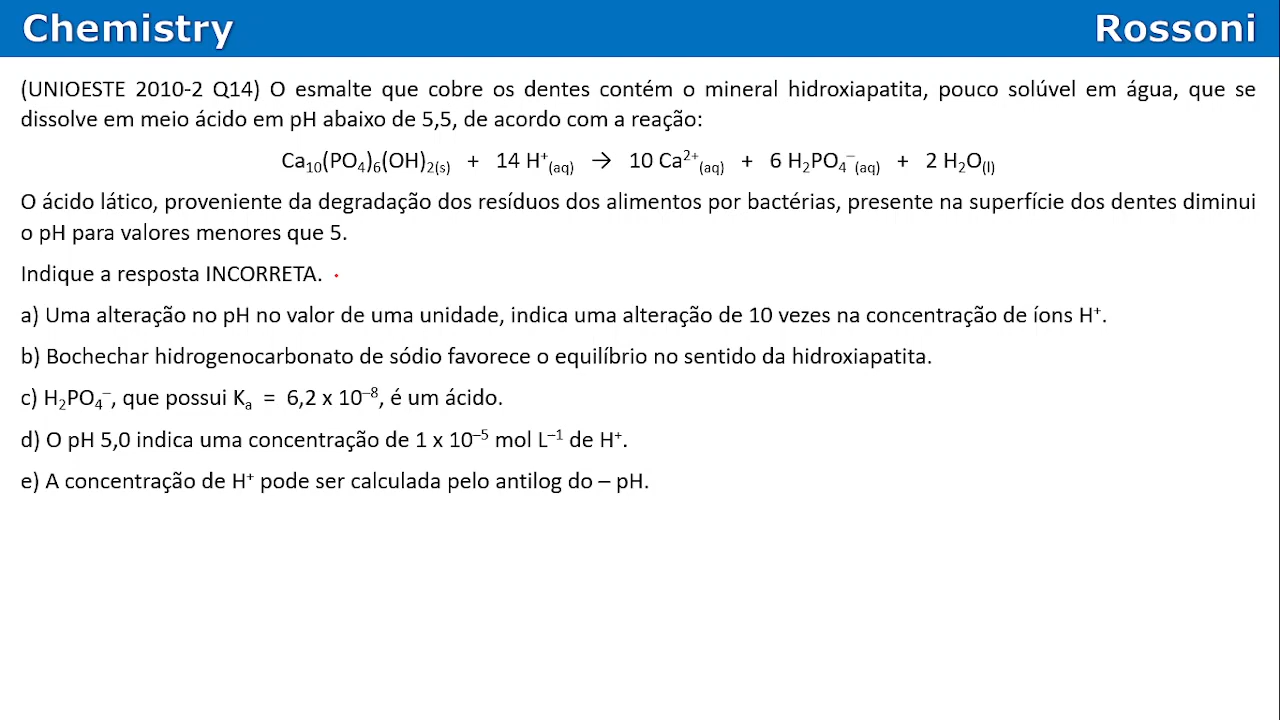 Chemistry Rossoni
(UNIOESTE 2010-2 Q14) O esmalte que cobre os dentes contém o mineral hidroxiapatita, pouco solúvel em água, que se
dissolve em meio ácido em pH abaixo de 5,5, de acordo com a reação:
Ca₁₀(PO₄)₆(OH)₂₍ₛ₎ + 14 H⁺₍aq₎ → 10 Ca²⁺₍aq₎ + 6 H₂PO₄⁻₍aq₎ + 2 H₂O₍l₎
O ácido lático, proveniente da degradação dos resíduos dos alimentos por bactérias, presente na superfície dos dentes diminui
o pH para valores menores que 5.
Indique a resposta INCORRETA.
a) Uma alteração no pH no valor de uma unidade, indica uma alteração de 10 vezes na concentração de íons H⁺.
b) Bochechar hidrogenocarbonato de sódio favorece o equilíbrio no sentido da hidroxiapatita.
c) H₂PO₄⁻, que possui Kₐ = 6,2 x 10⁻⁸, é um ácido.
d) O pH 5,0 indica uma concentração de 1 x 10⁻⁵ mol L⁻¹ de H⁺.
e) A concentração de H⁺ pode ser calculada pelo antilog do – pH.